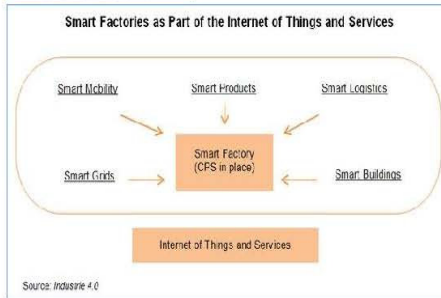 Smart Factories as Part of the Internet of Things and Services
Smart Mobility
Smart Products
Smart Logistics
Smart Factory
(CPS in place)
Smart Grids
Smart Buildings
Internet of Things and Services
Source: Industrie 4.0